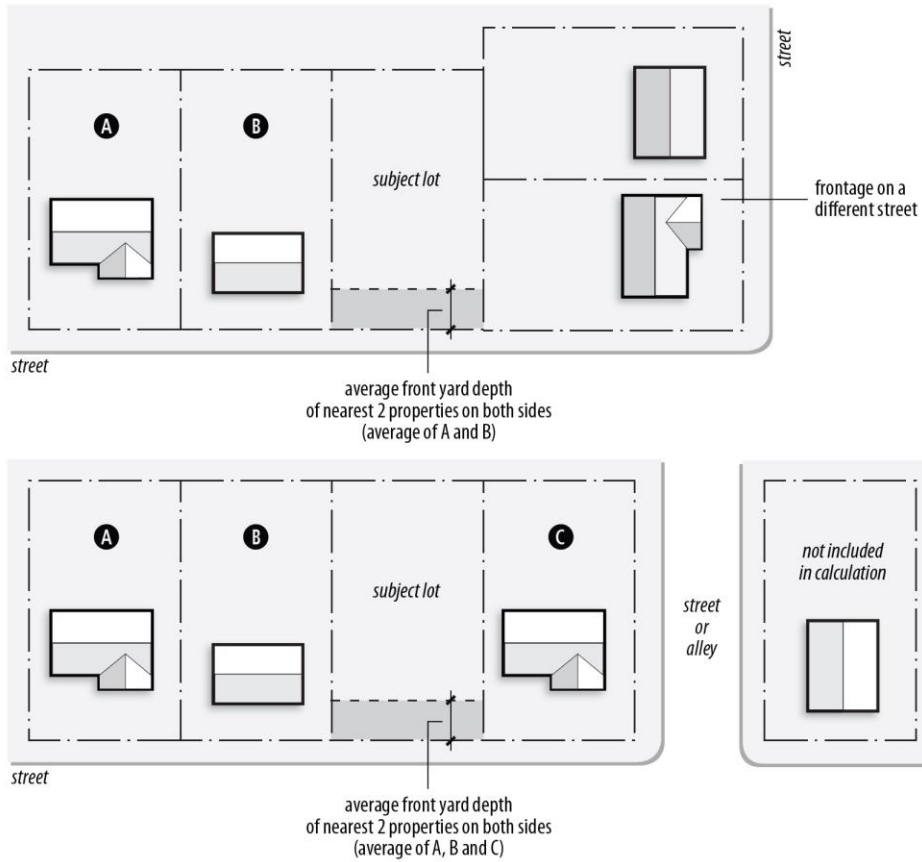 street
A
B
subject lot
frontage on a
different street
street
average front yard depth
of nearest 2 properties on both sides
(average of A and B)
A
B
subject lot
C
street
or
alley
not included
in calculation
street
average front yard depth
of nearest 2 properties on both sides
(average of A, B and C)